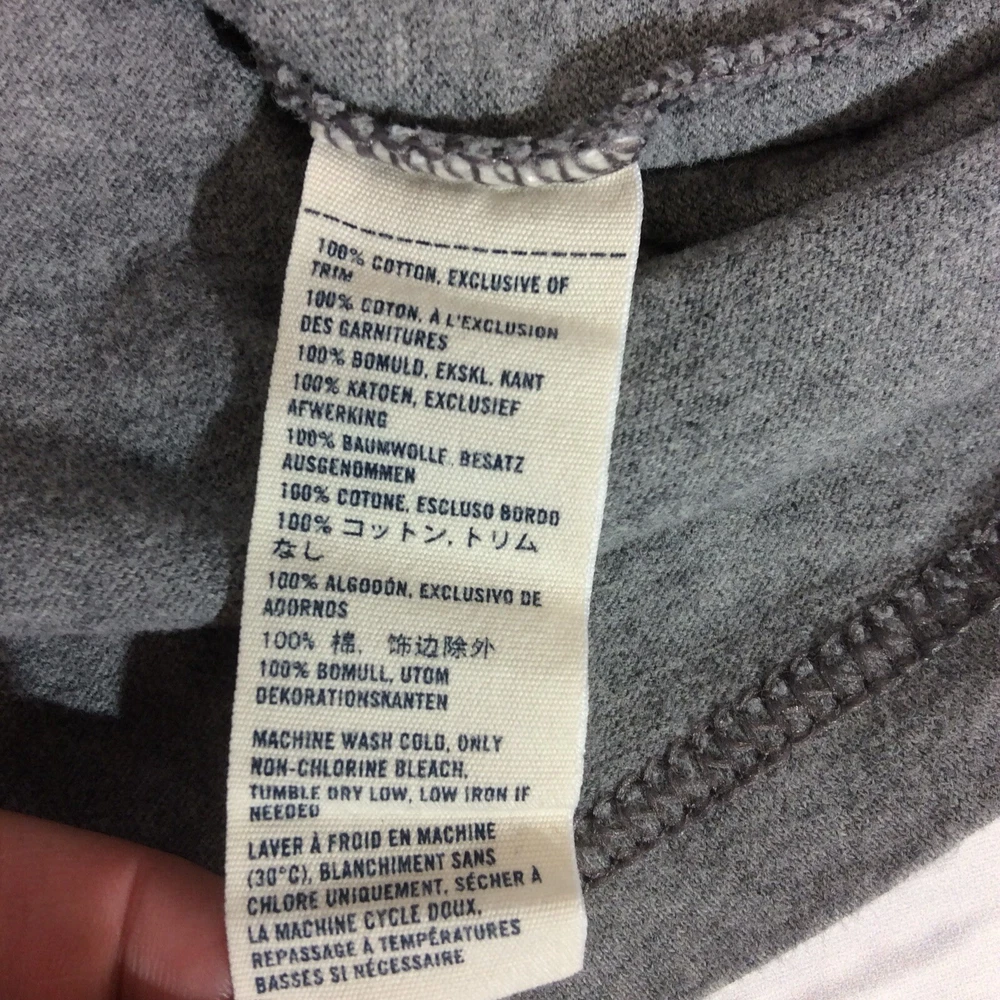 100% COTTON, EXCLUSIVE OF
TRIM
100% COTON, À L'EXCLUSION
DES GARNITURES
100% BOMULD, EKSKL. KANT
100% KATOEN, EXCLUSIEF
AFWERKING
100% BAUMWOLLE, BESATZ
AUSGENOMMEN
100% COTONE, ESCLUSO BORDO
100% コットン, トリム
なし
100% ALGODÓN, EXCLUSIVO DE
ADORNOS
100% 棉, 饰边除外
100% BOMULL, UTOM
DEKORATIONSKANTEN
MACHINE WASH COLD, ONLY
NON-CHLORINE BLEACH,
TUMBLE DRY LOW, LOW IRON IF
NEEDED
LAVER À FROID EN MACHINE
(30°C), BLANCHIMENT SANS
CHLORE UNIQUEMENT, SÉCHER À
LA MACHINE CYCLE DOUX,
REPASSAGE À TEMPÉRATURES
BASSES SI NÉCESSAIRE